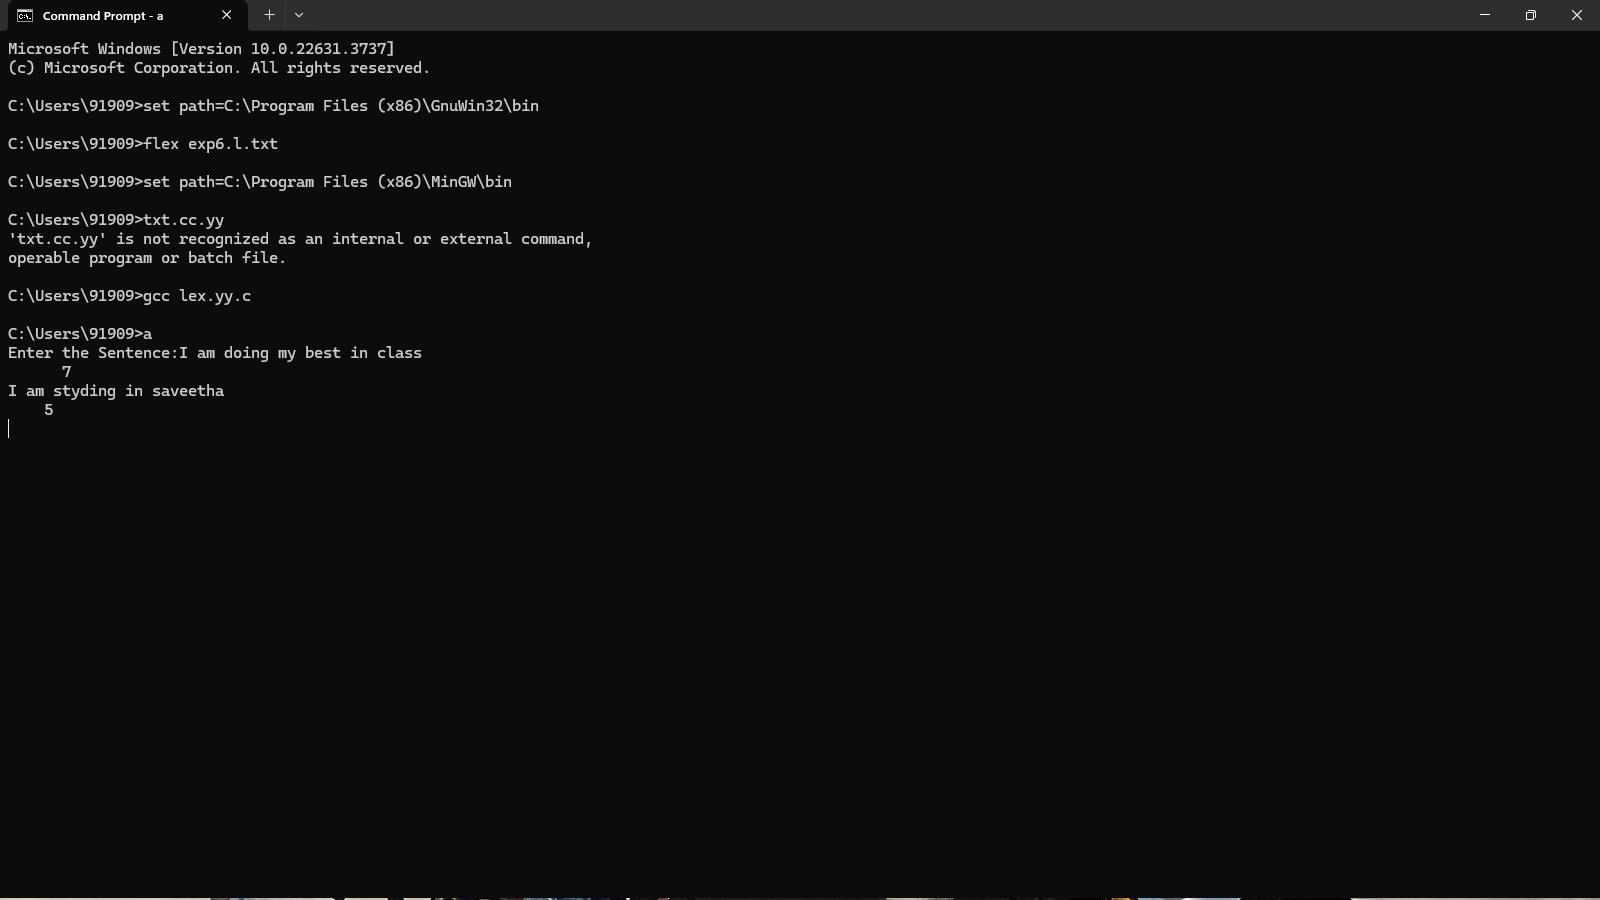 Command Prompt - a
Microsoft Windows [Version 10.0.22631.3737]
(c) Microsoft Corporation. All rights reserved.
C:\Users\91909>set path=C:\Program Files (x86)\GnuWin32\bin
C:\Users\91909>flex exp6.l.txt
C:\Users\91909>set path=C:\Program Files (x86)\MinGW\bin
C:\Users\91909>txt.cc.yy
'txt.cc.yy' is not recognized as an internal or external command,
operable program or batch file.
C:\Users\91909>gcc lex.yy.c
C:\Users\91909>a
Enter the Sentence:I am doing my best in class
      7
I am styding in saveetha
    5